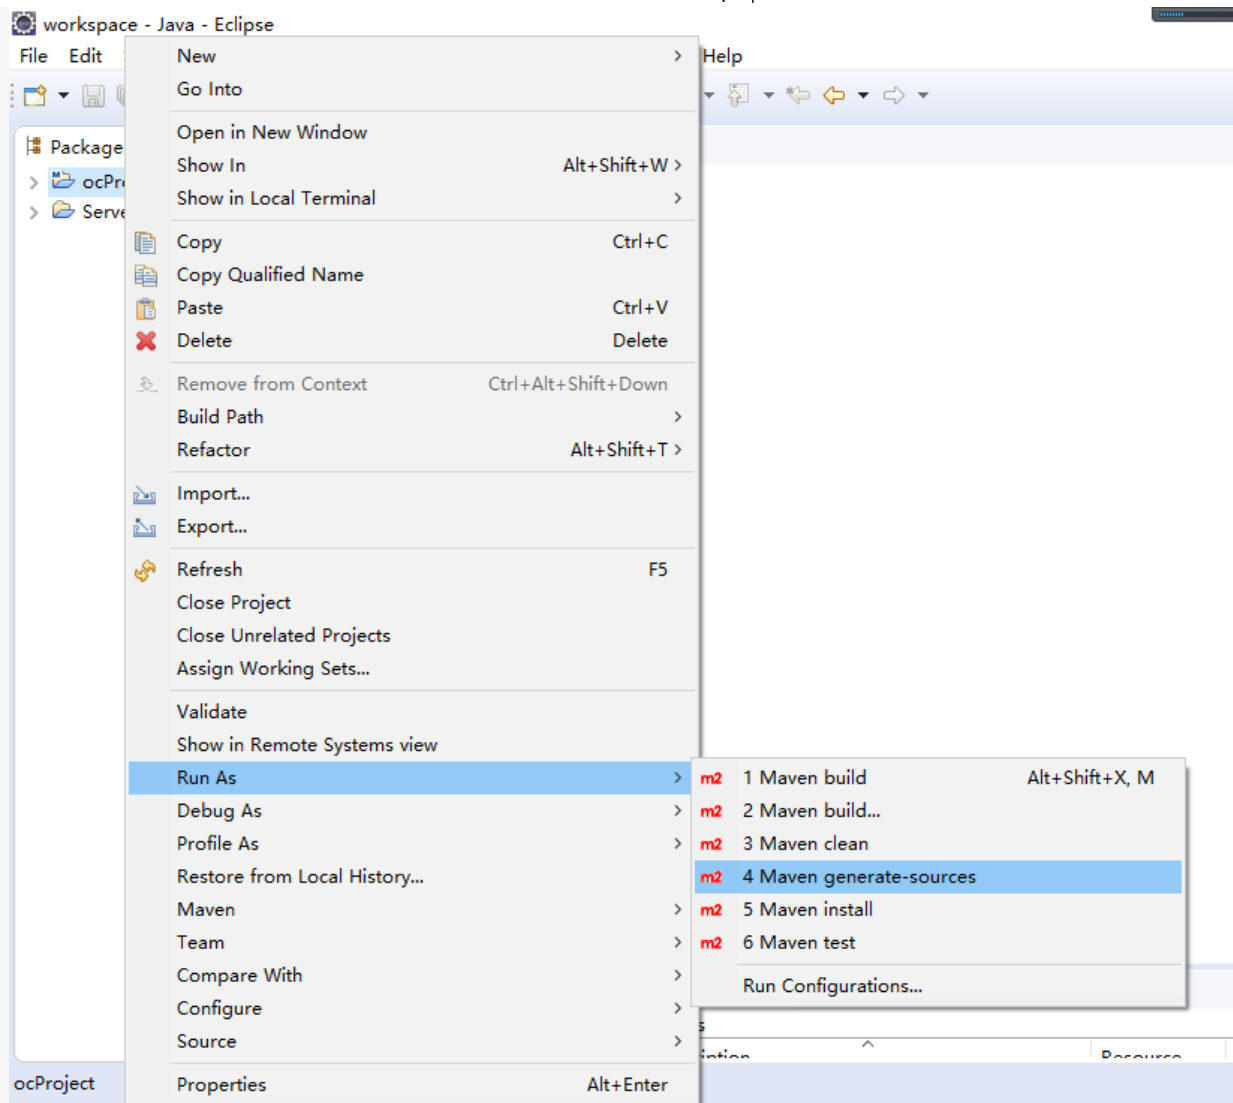 workspace - Java - Eclipse
File Edit Help
Package
ocPr
Serve
New
Go Into
Open in New Window
Show In Alt+Shift+W
Show in Local Terminal
Copy Ctrl+C
Copy Qualified Name
Paste Ctrl+V
Delete Delete
Remove from Context Ctrl+Alt+Shift+Down
Build Path
Refactor Alt+Shift+T
Import...
Export...
Refresh F5
Close Project
Close Unrelated Projects
Assign Working Sets...
Validate
Show in Remote Systems view
Run As
Debug As
Profile As
Restore from Local History...
Maven
Team
Compare With
Configure
Source
Properties Alt+Enter
m2 1 Maven build Alt+Shift+X, M
m2 2 Maven build...
m2 3 Maven clean
m2 4 Maven generate-sources
m2 5 Maven install
m2 6 Maven test
Run Configurations...
s
iption Resource
ocProject